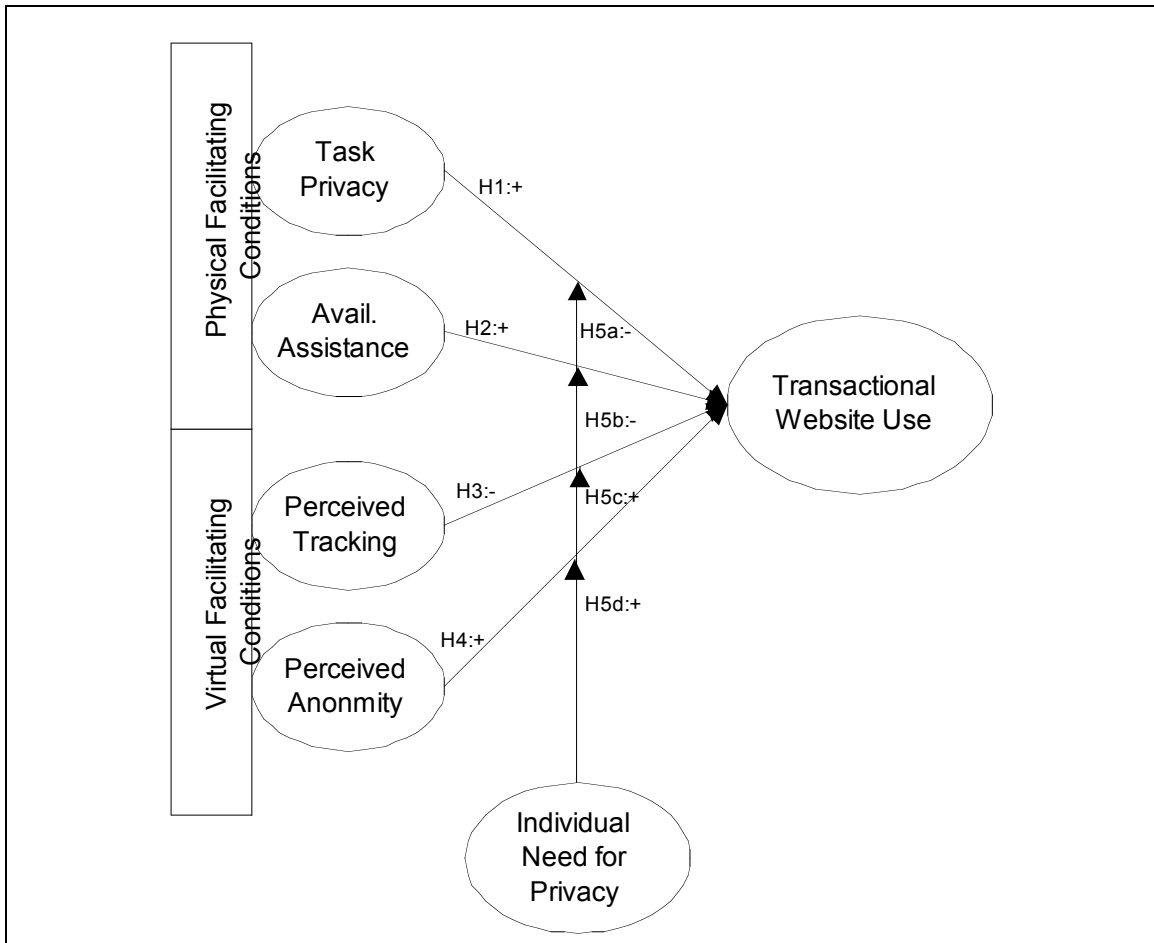 Physical Facilitating
Conditions
Task
Privacy
H1:+
Avail.
Assistance
H2:+
H5a:-
Transactional
Website Use
H5b:-
Virtual Facilitating
Conditions
Perceived
Tracking
H3:-
H5c:+
Perceived
Anonmity
H4:+
H5d:+
Individual
Need for
Privacy